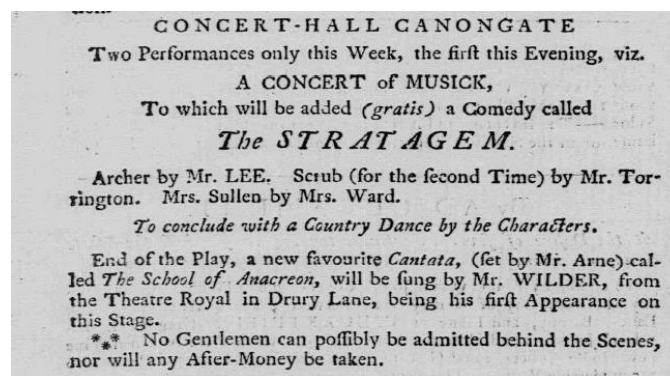 CONCERT-HALL CANONGATE
Two Performances only this Week, the firſt this Evening, viz.
A CONCERT of MUSICK,
To which will be added (gratis) a Comedy called
The STRATAGEM.
Archer by Mr. LEE. Scrub (for the ſecond Time) by Mr. Tor-
rington. Mrs. Sullen by Mrs. Ward.
To conclude with a Country Dance by the Characters.
End of the Play, a new favourite Cantata, (ſet by Mr. Arne) cal-
led The School of Anacreon, will be ſung by Mr. WILDER, from
the Theatre Royal in Drury Lane, being his firſt Appearance on
this Stage.
*⁎* No Gentlemen can poſſibly be admitted behind the Scenes,
nor will any After-Money be taken.